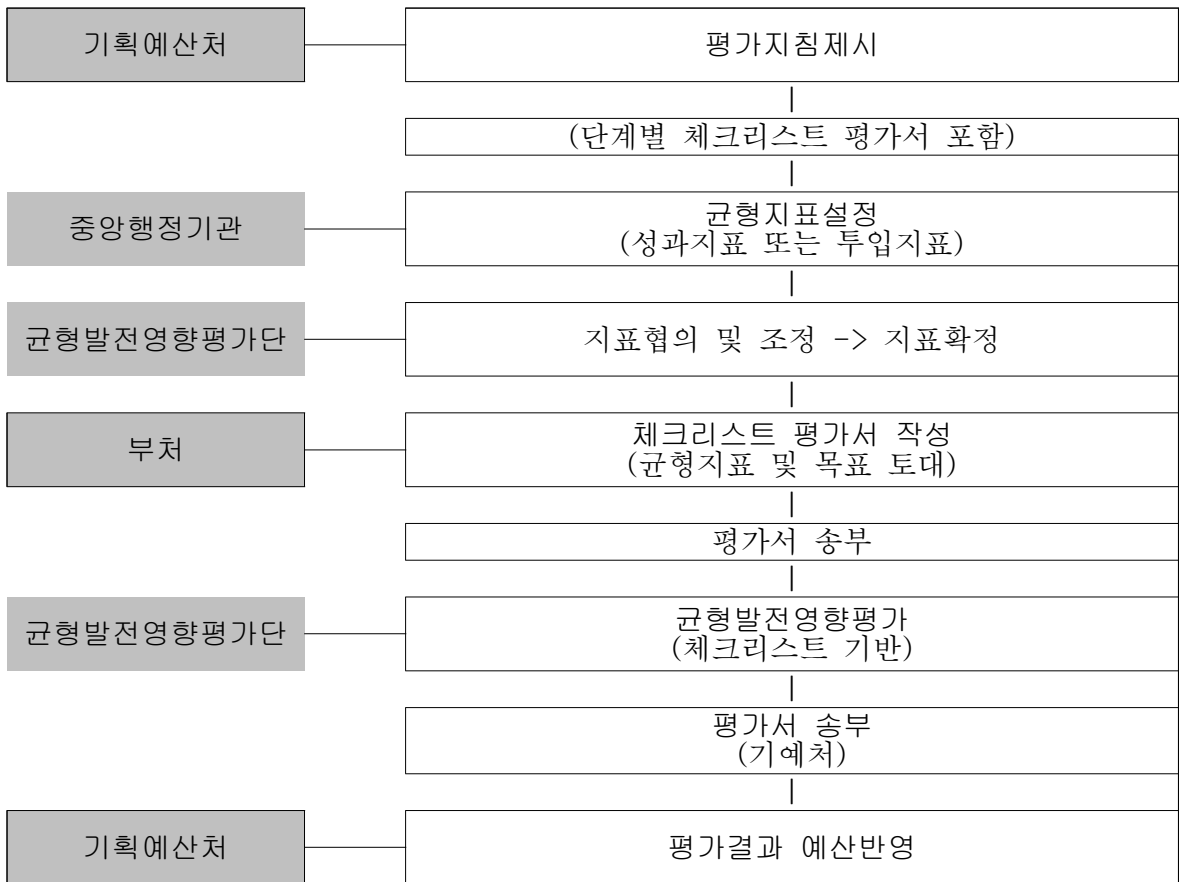 기획예산처
평가지침제시
(단계별 체크리스트 평가서 포함)
중앙행정기관
균형지표설정
(성과지표 또는 투입지표)
균형발전영향평가단
지표협의 및 조정 -> 지표확정
부처
체크리스트 평가서 작성
(균형지표 및 목표 토대)
평가서 송부
균형발전영향평가단
균형발전영향평가
(체크리스트 기반)
평가서 송부
(기예처)
기획예산처
평가결과 예산반영